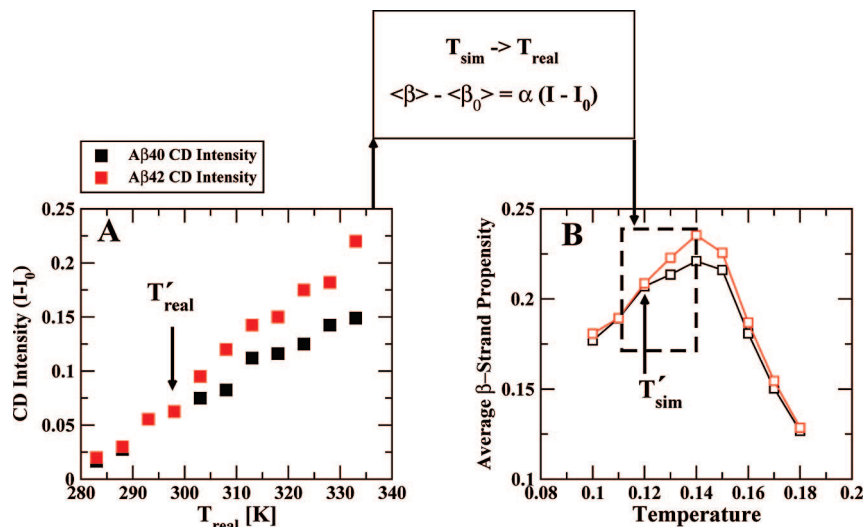 T_sim -> T_real
<β> - <β_0> = α (I - I_0)
Aβ40 CD Intensity
Aβ42 CD Intensity
A
T′_real
CD Intensity (I-I_0)
0.25
0.2
0.15
0.1
0.05
0
280 290 300 310 320 330 340
T_real [K]
B
T′_sim
Average β−Strand Propensity
0.25
0.2
0.15
0.1
0.08 0.1 0.12 0.14 0.16 0.18 0.2
Temperature